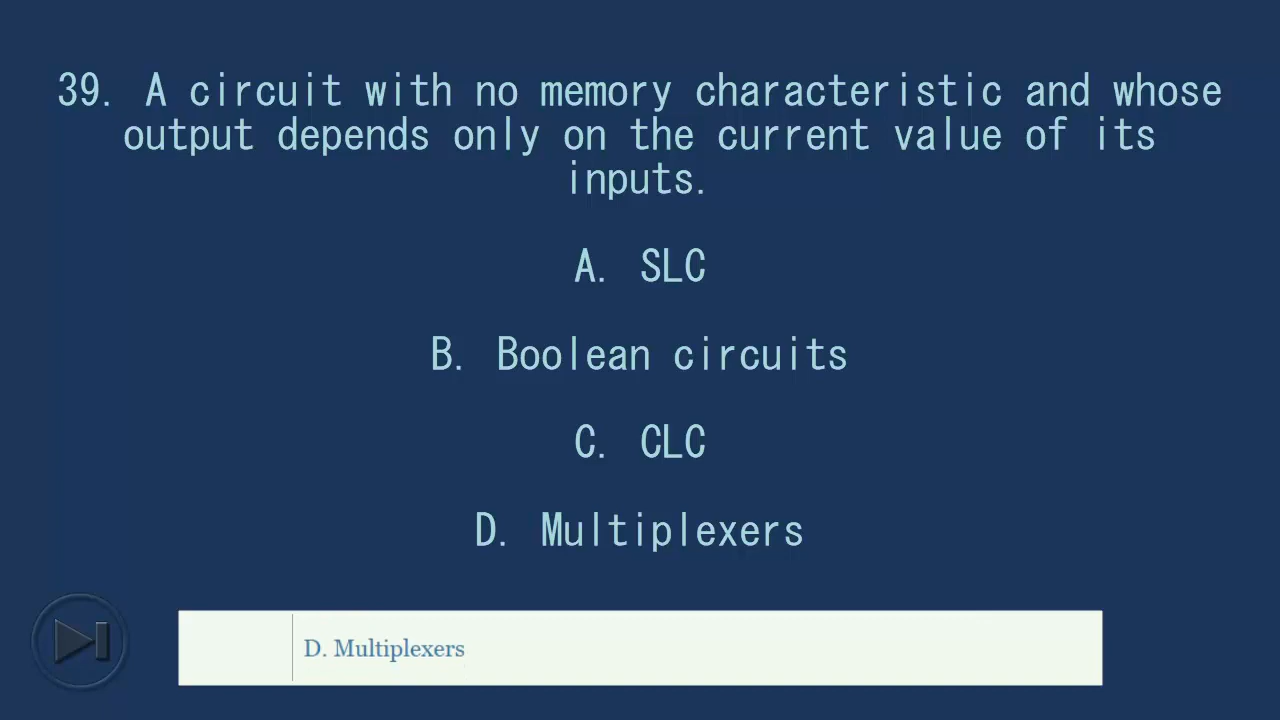 39. A circuit with no memory characteristic and whose
output depends only on the current value of its
inputs.
A. SLC
B. Boolean circuits
C. CLC
D. Multiplexers
D. Multiplexers